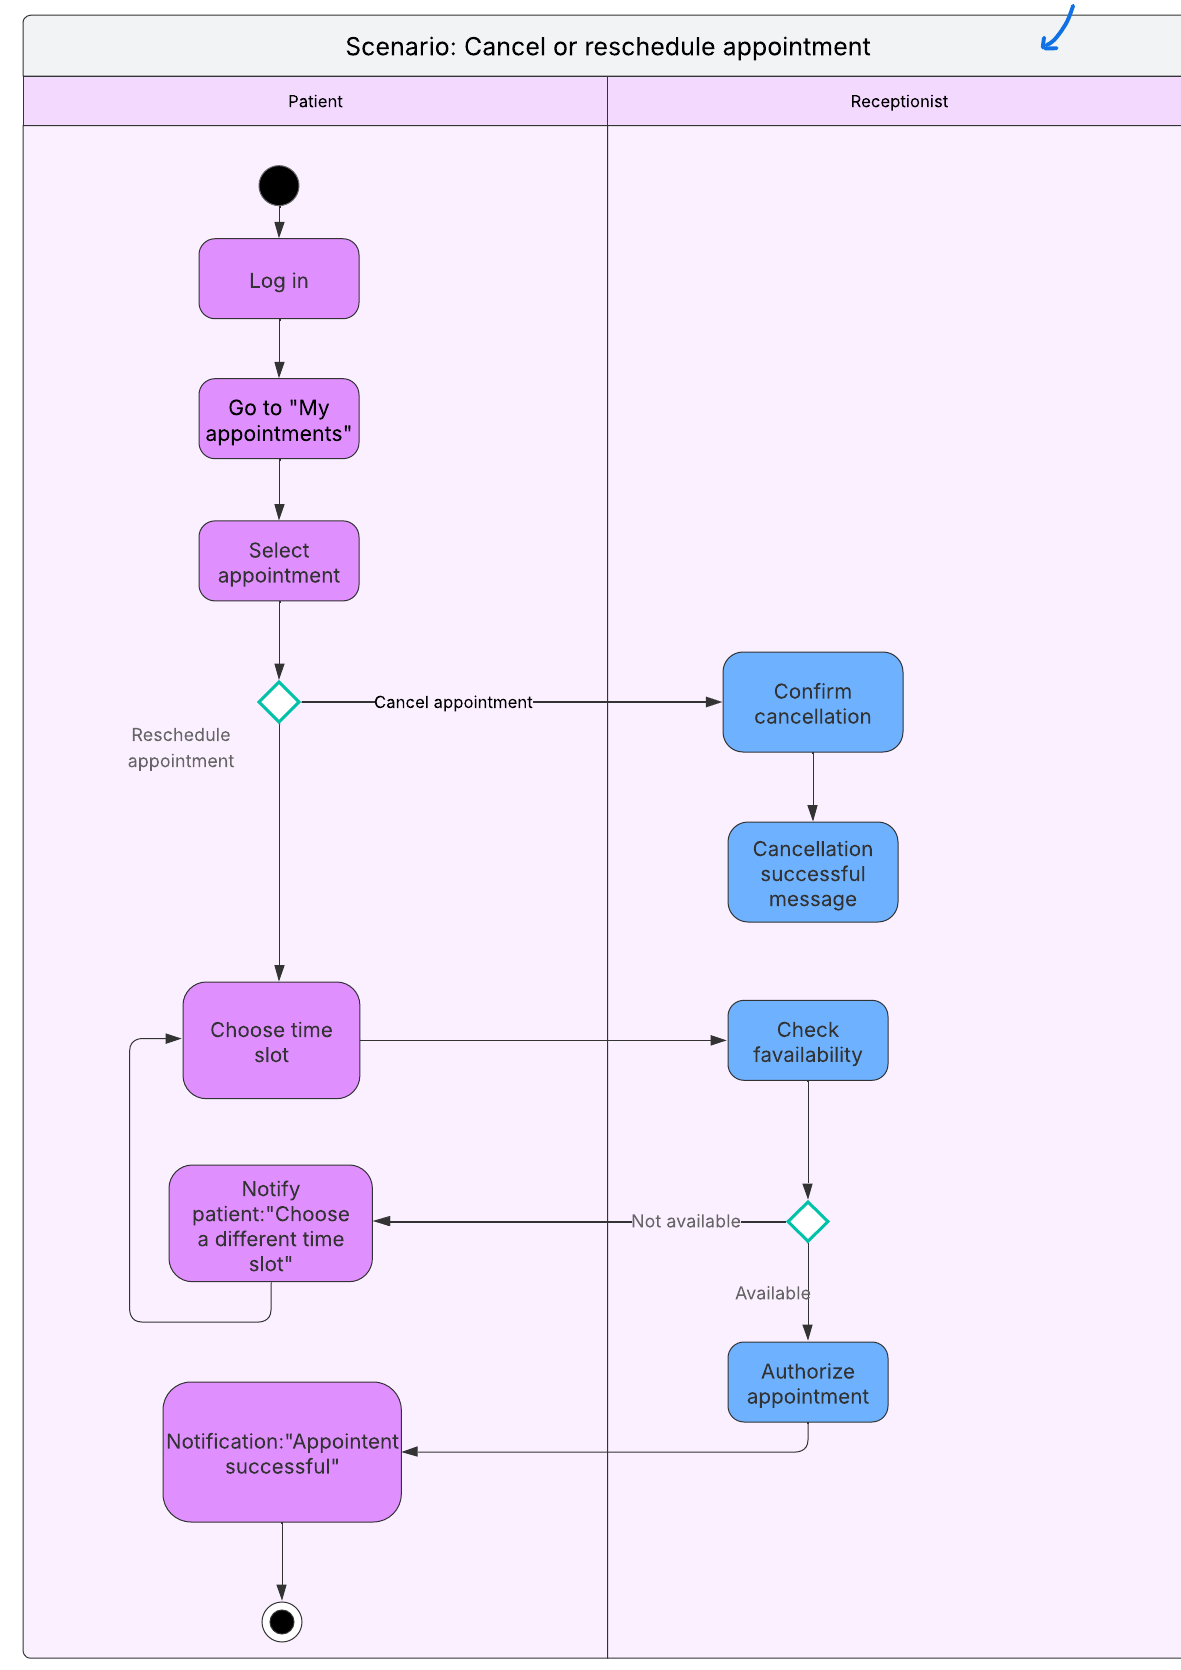 Scenario: Cancel or reschedule appointment
Patient
Receptionist
Log in
Go to "My
appointments"
Select
appointment
Cancel appointment
Reschedule
appointment
Confirm
cancellation
Cancellation
successful
message
Choose time
slot
Check
favailability
Notify
patient:"Choose
a different time
slot"
Not available
Available
Authorize
appointment
Notification:"Appointent
successful"